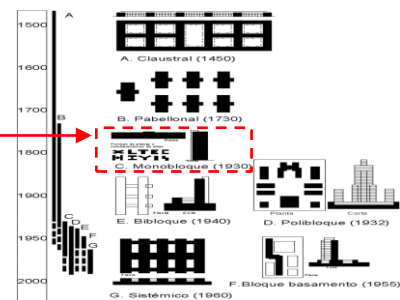 1500
1600
1700
1800
1900
1950
2000
A
B
C
D
E
F
G
A. Claustral (1450)
B. Pabellonal (1730)
C. Monobloque (1930)
E. Bibloque (1940)
Planta
Corte
D. Polibloque (1932)
F.Bloque basamento (1955)
G. Sistémico (1960)